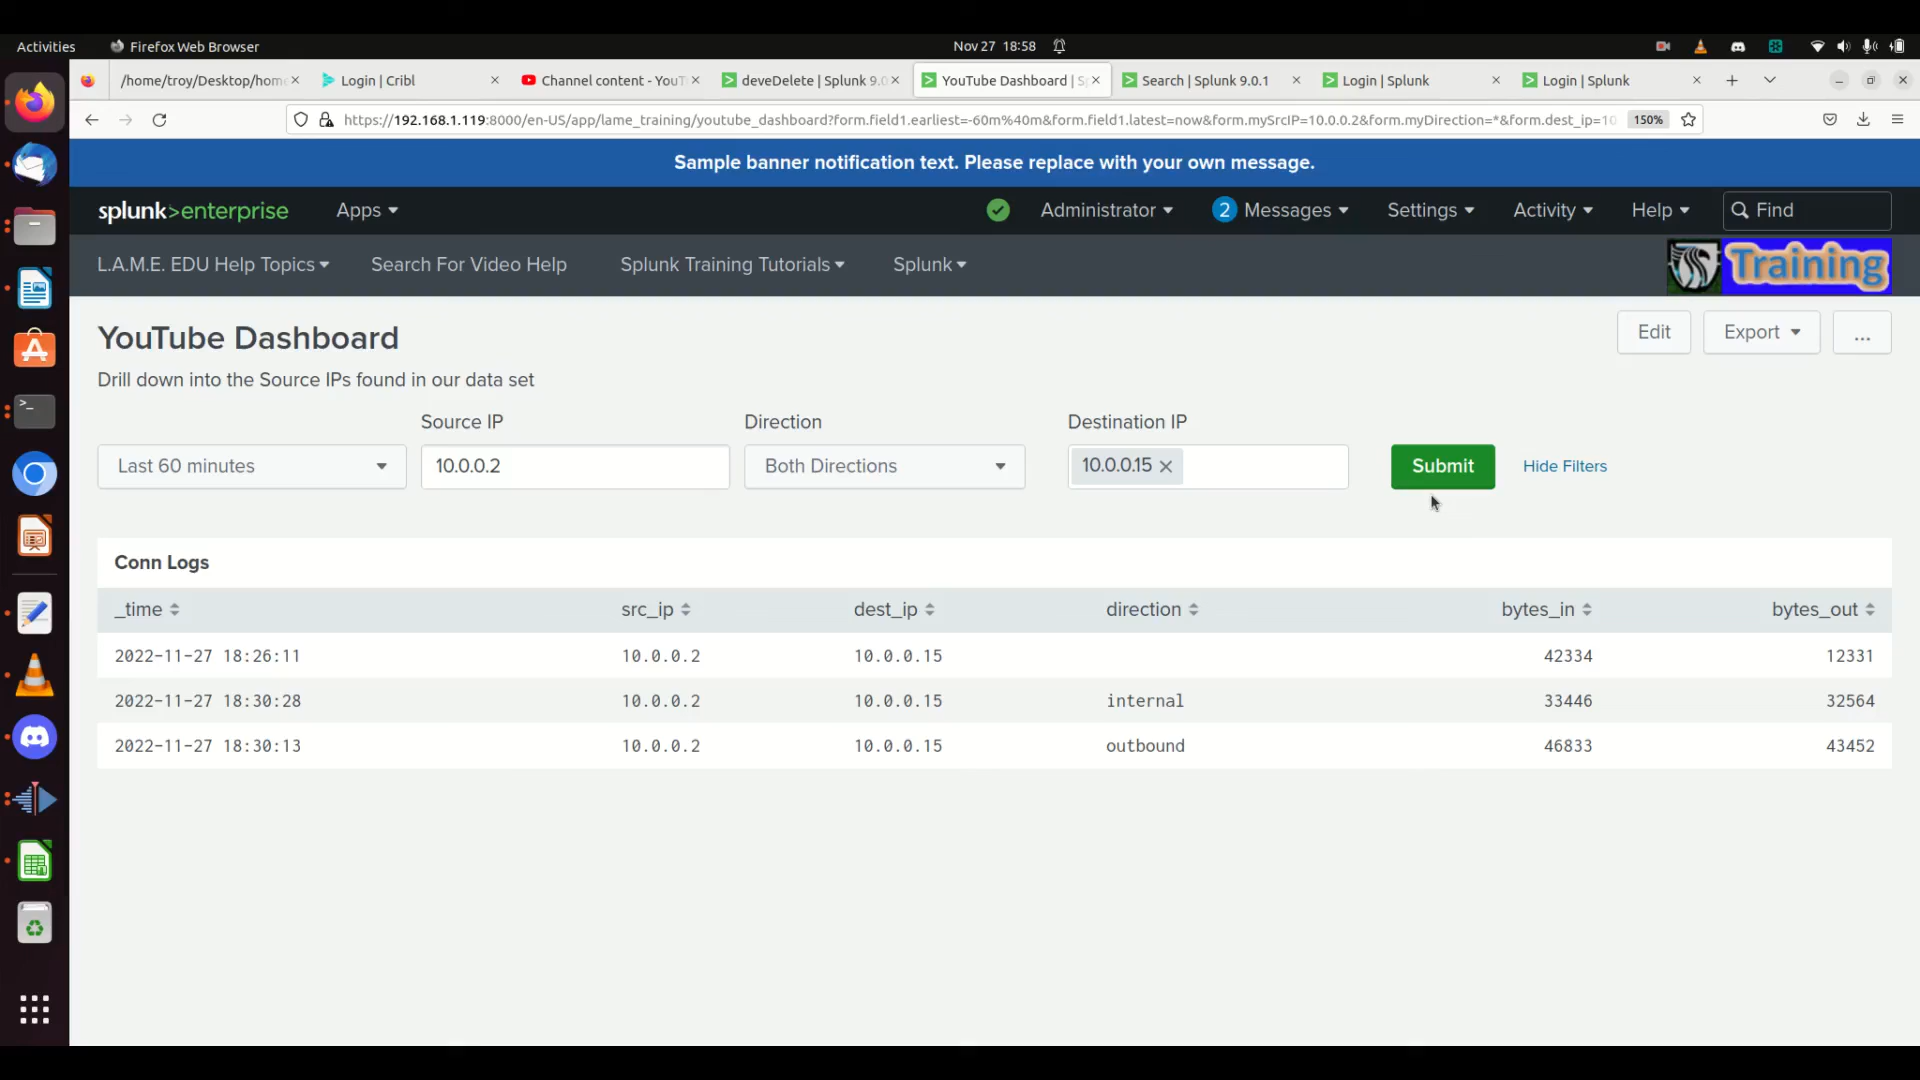 Activities Firefox Web Browser Nov 27 18:58
/home/troy/Desktop/hom Login | Cribl Channel content - YouT deveDelete | Splunk 9.0 YouTube Dashboard | S Search | Splunk 9.0.1 Login | Splunk Login | Splunk
https://192.168.1.119:8000/en-US/app/lame_training/youtube_dashboard?form.field1.earliest=-60m%40m&form.field1.latest=now&form.mySrcIP=10.0.0.2&form.myDirection=*&form.dest_ip=10 150%
Sample banner notification text. Please replace with your own message.
splunk>enterprise Apps Administrator 2 Messages Settings Activity Help Find
L.A.M.E. EDU Help Topics Search For Video Help Splunk Training Tutorials Splunk Training
YouTube Dashboard Edit Export ...
Drill down into the Source IPs found in our data set
Source IP Direction Destination IP
Last 60 minutes 10.0.0.2 Both Directions 10.0.0.15 Submit Hide Filters
Conn Logs
_time src_ip dest_ip direction bytes_in bytes_out
2022-11-27 18:26:11 10.0.0.2 10.0.0.15 42334 12331
2022-11-27 18:30:28 10.0.0.2 10.0.0.15 internal 33446 32564
2022-11-27 18:30:13 10.0.0.2 10.0.0.15 outbound 46833 43452